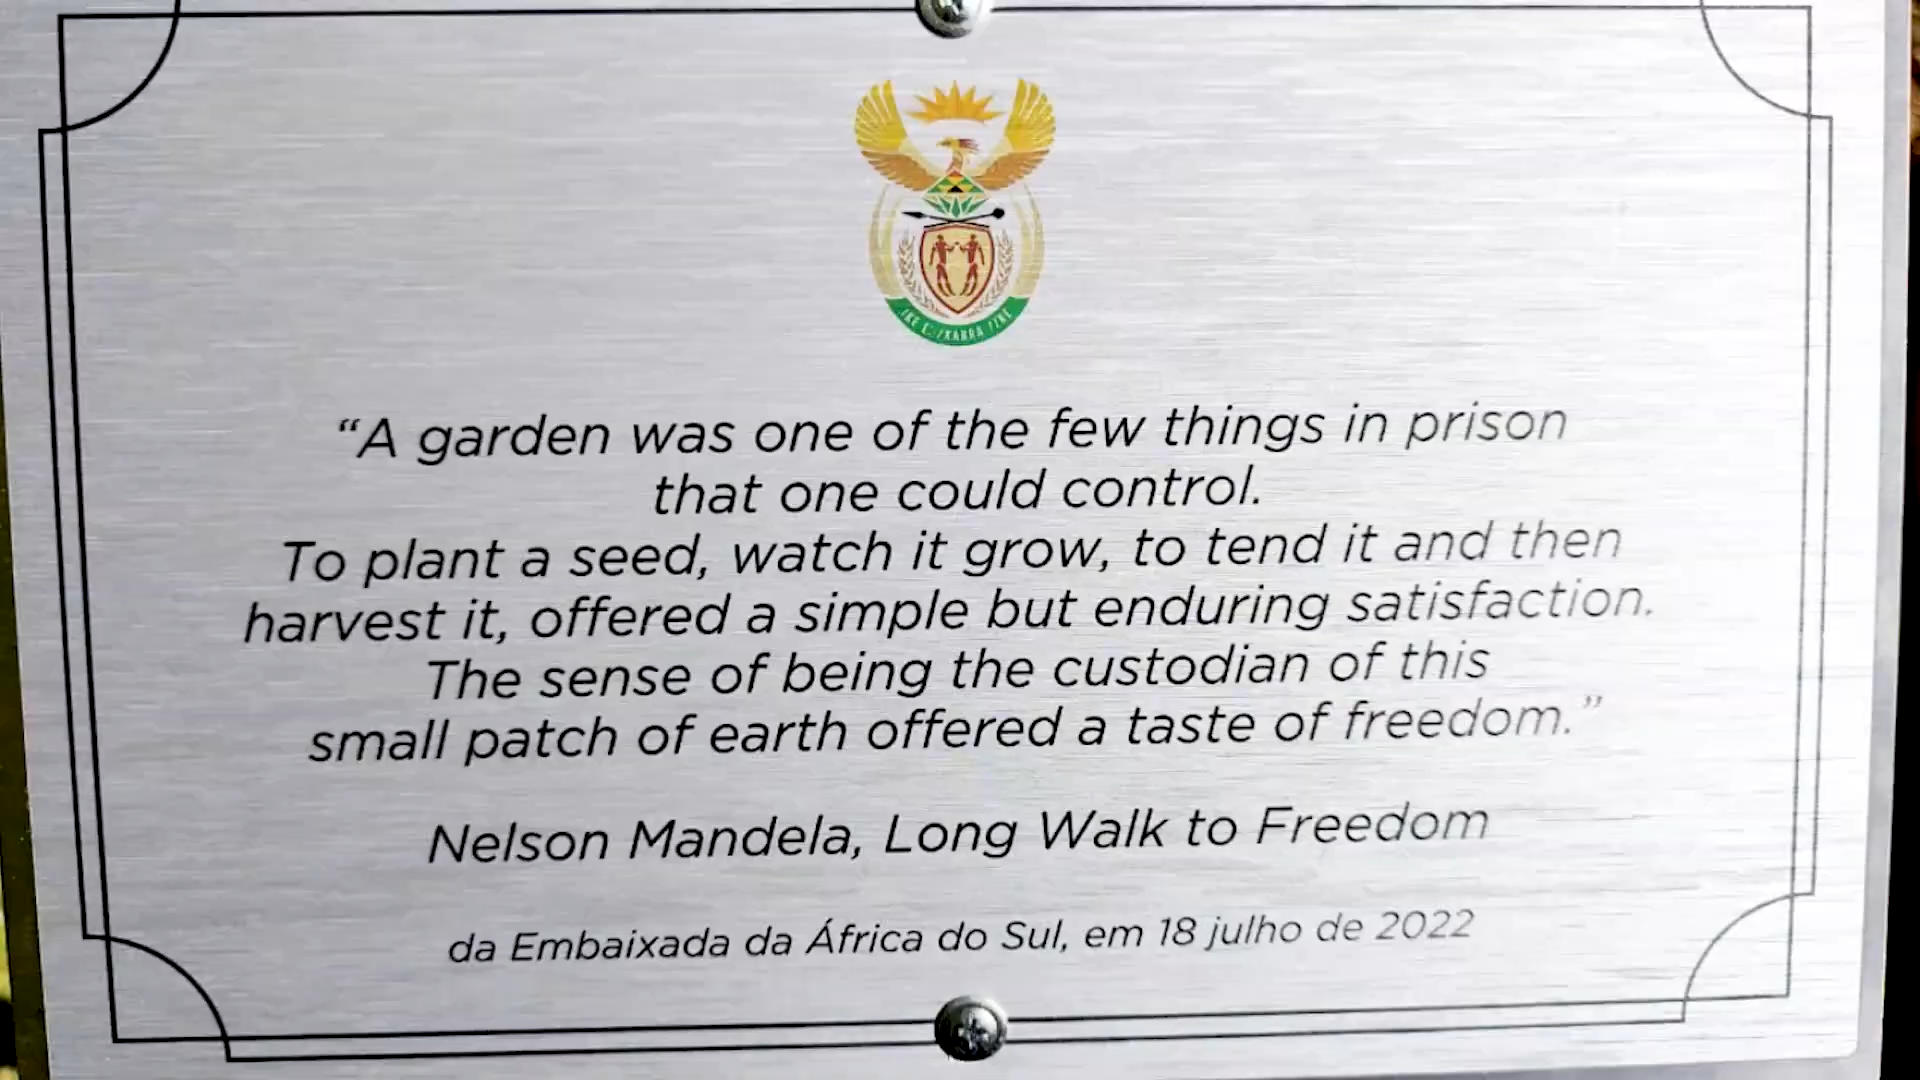 !KE E: /XARRA //KE
“A garden was one of the few things in prison
that one could control.
To plant a seed, watch it grow, to tend it and then
harvest it, offered a simple but enduring satisfaction.
The sense of being the custodian of this
small patch of earth offered a taste of freedom.”
Nelson Mandela, Long Walk to Freedom
da Embaixada da África do Sul, em 18 julho de 2022